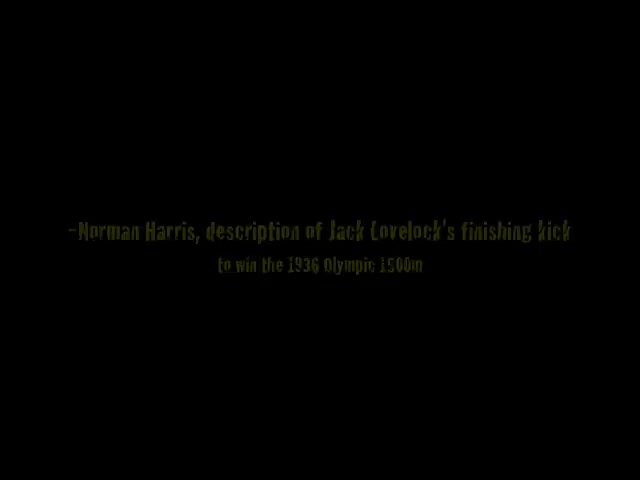 -Norman Harris, description of Jack Lovelock's finishing kick
to win the 1936 Olympic 1500m